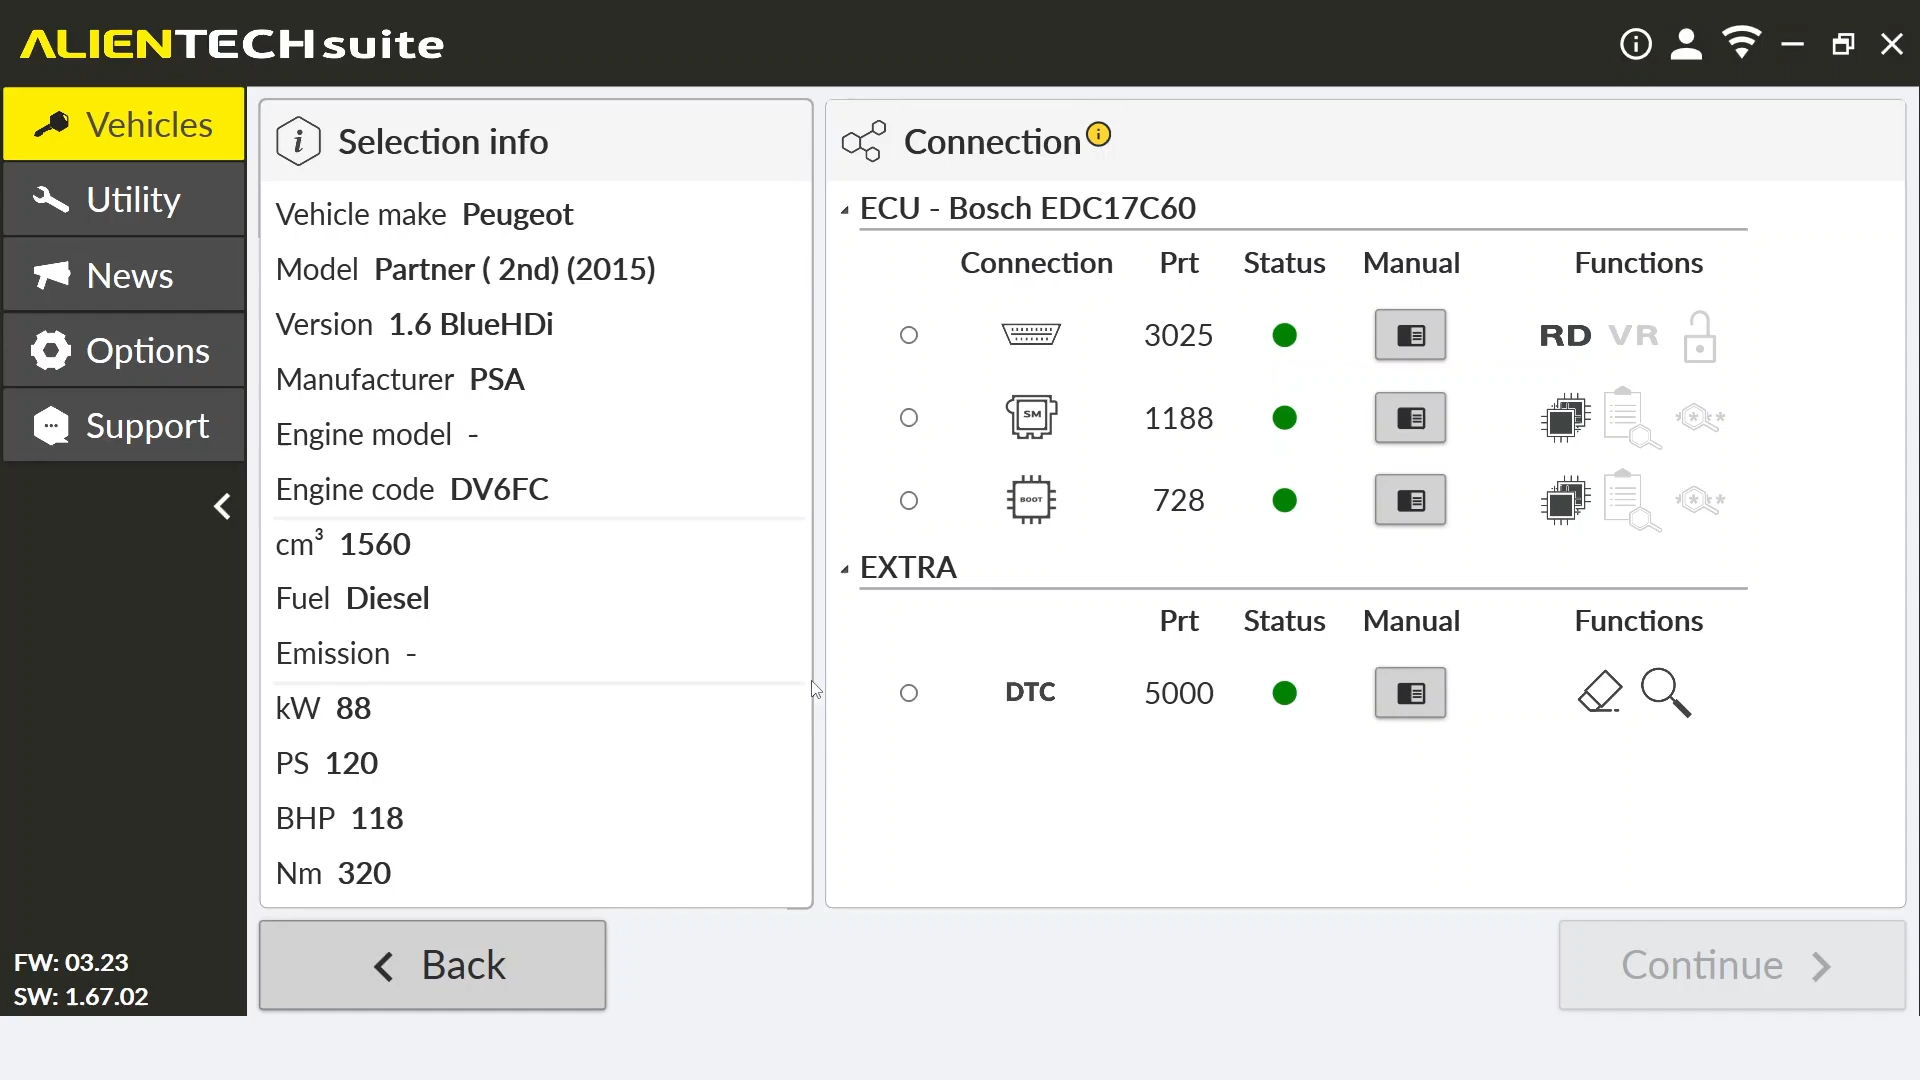 ALIENTECH suite
Vehicles
Utility
News
Options
Support
FW: 03.23
SW: 1.67.02
Selection info
Vehicle make Peugeot
Model Partner ( 2nd) (2015)
Version 1.6 BlueHDi
Manufacturer PSA
Engine model -
Engine code DV6FC
cm³ 1560
Fuel Diesel
Emission -
kW 88
PS 120
BHP 118
Nm 320
Back
Connection
ECU - Bosch EDC17C60
Connection Prt Status Manual Functions
3025 RD VR
SM 1188
BOOT 728
EXTRA
Prt Status Manual Functions
DTC 5000
Continue